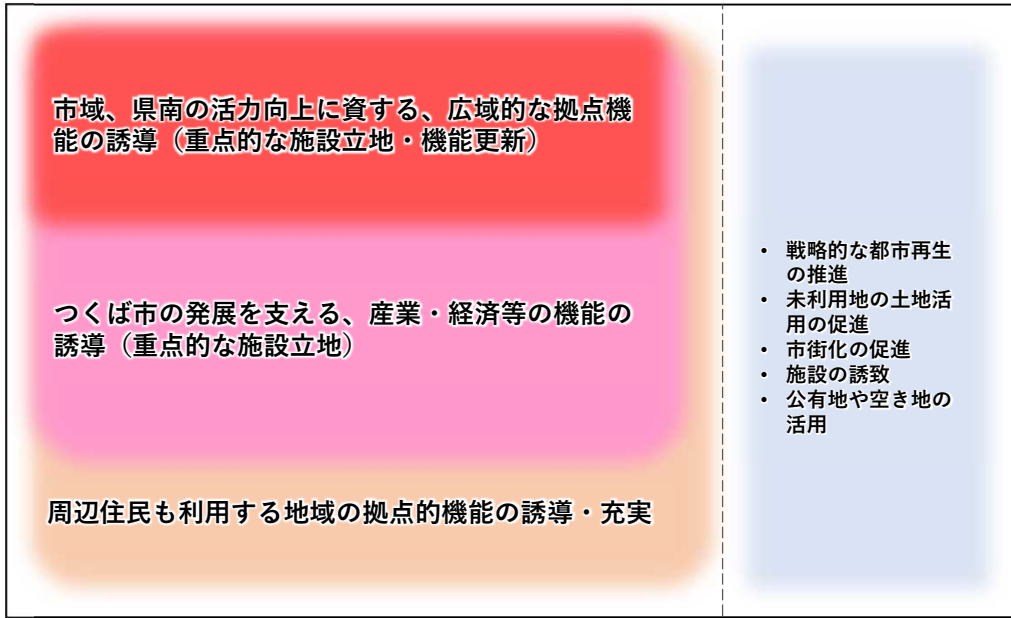 市域、県南の活力向上に資する、広域的な拠点機
能の誘導（重点的な施設立地・機能更新）
つくば市の発展を支える、産業・経済等の機能の
誘導（重点的な施設立地）
周辺住民も利用する地域の拠点的機能の誘導・充実
• 戦略的な都市再生
の推進
• 未利用地の土地活
用の促進
• 市街化の促進
• 施設の誘致
• 公有地や空き地の
活用